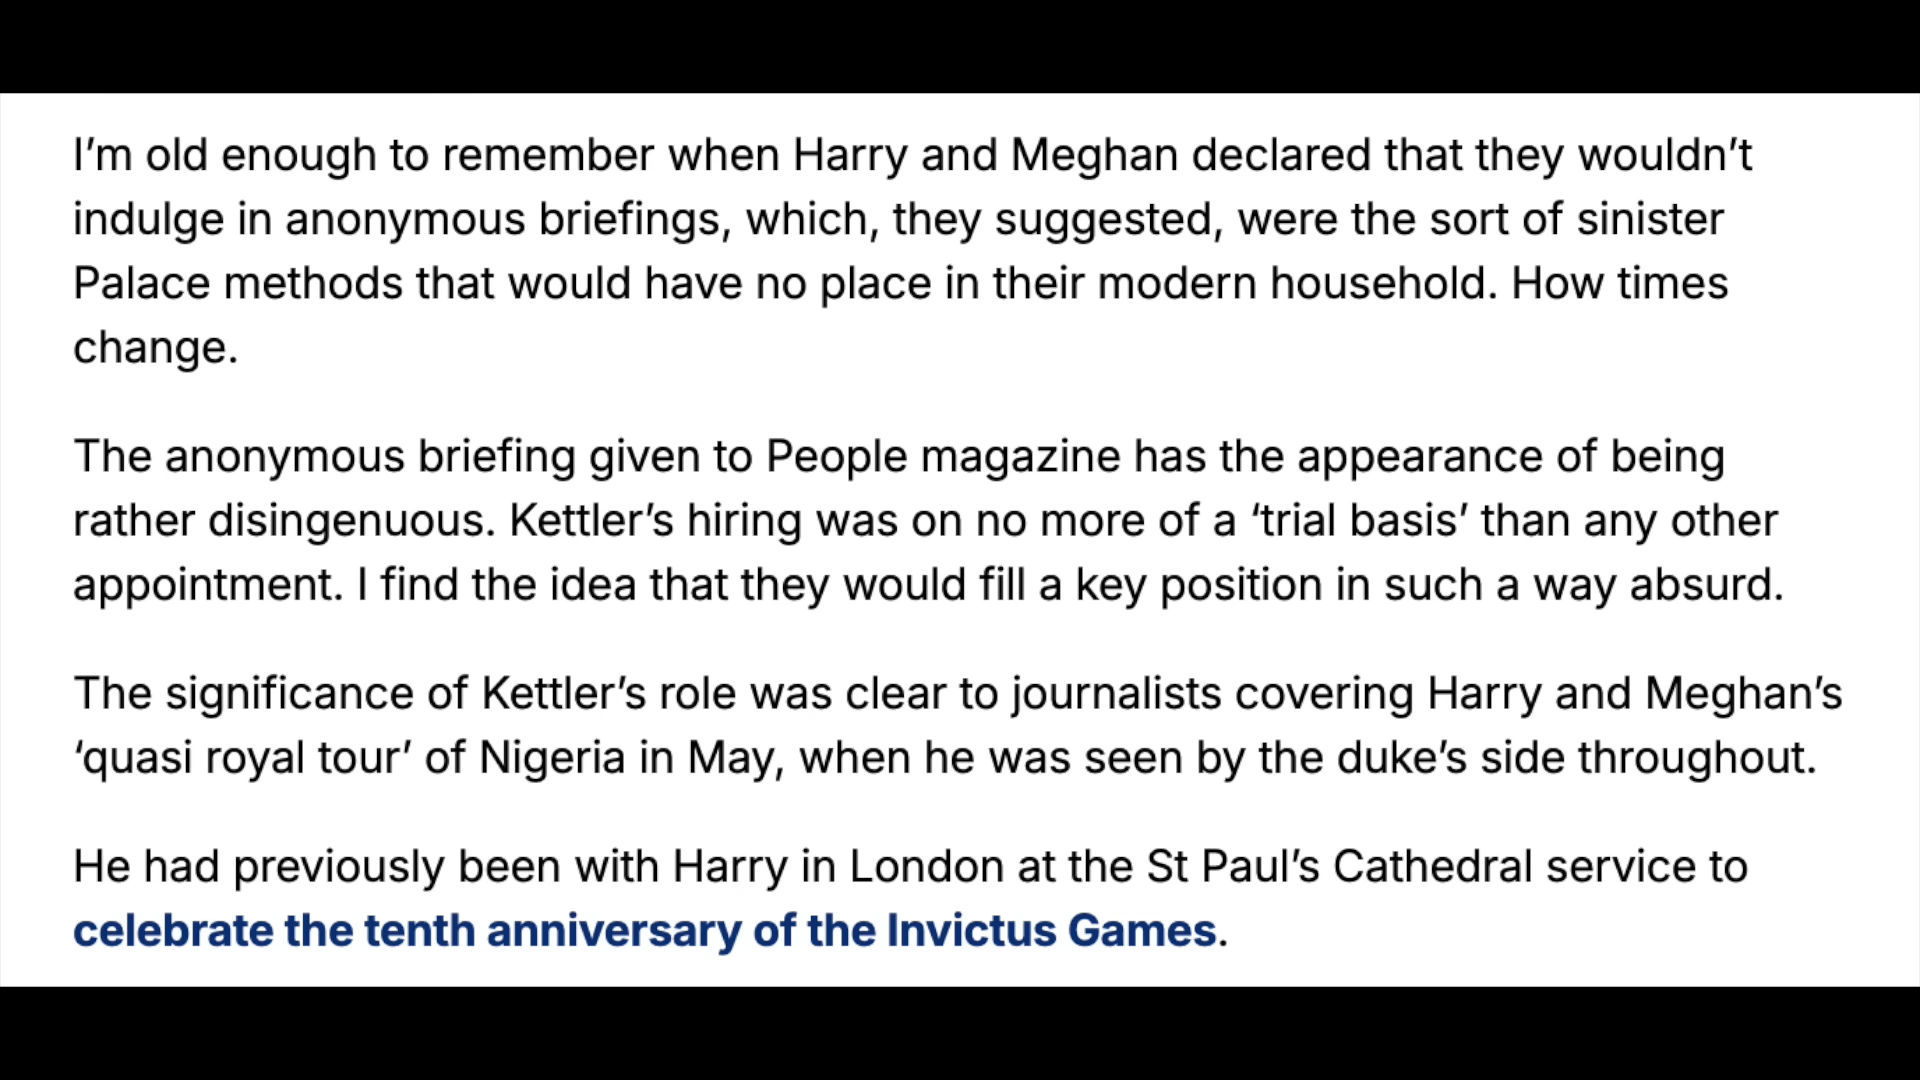 I’m old enough to remember when Harry and Meghan declared that they wouldn’t
indulge in anonymous briefings, which, they suggested, were the sort of sinister
Palace methods that would have no place in their modern household. How times
change.
The anonymous briefing given to People magazine has the appearance of being
rather disingenuous. Kettler’s hiring was on no more of a ‘trial basis’ than any other
appointment. I find the idea that they would fill a key position in such a way absurd.
The significance of Kettler’s role was clear to journalists covering Harry and Meghan’s
‘quasi royal tour’ of Nigeria in May, when he was seen by the duke’s side throughout.
He had previously been with Harry in London at the St Paul’s Cathedral service to
celebrate the tenth anniversary of the Invictus Games.